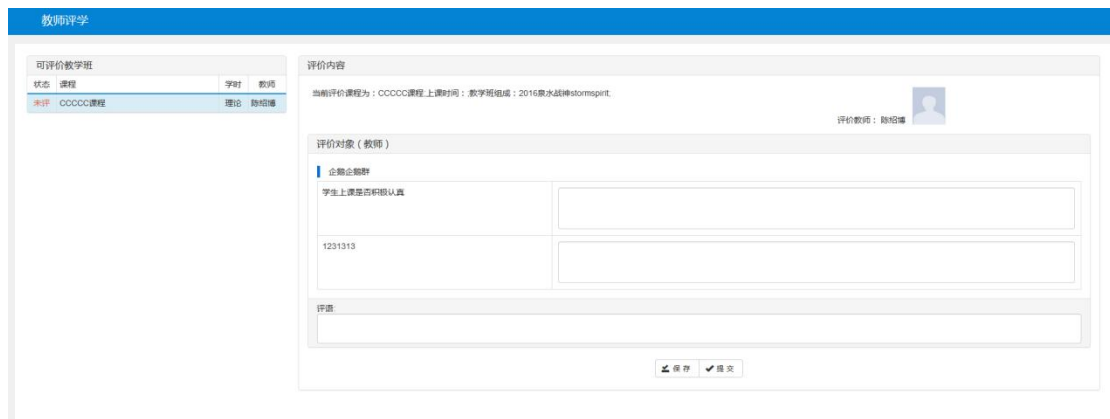 教师评学
可评价教学班
状态 课程 学时 教师
未评 CCCCC课程 理论 陈绍博
评价内容
当前评价课程为：CCCCC课程,上课时间：,教学班组成：2016泉水战神stormspirit,
评价教师： 陈绍博
评价对象（教师）
企鹅企鹅群
学生上课是否积极认真
1231313
评语
保 存 提 交